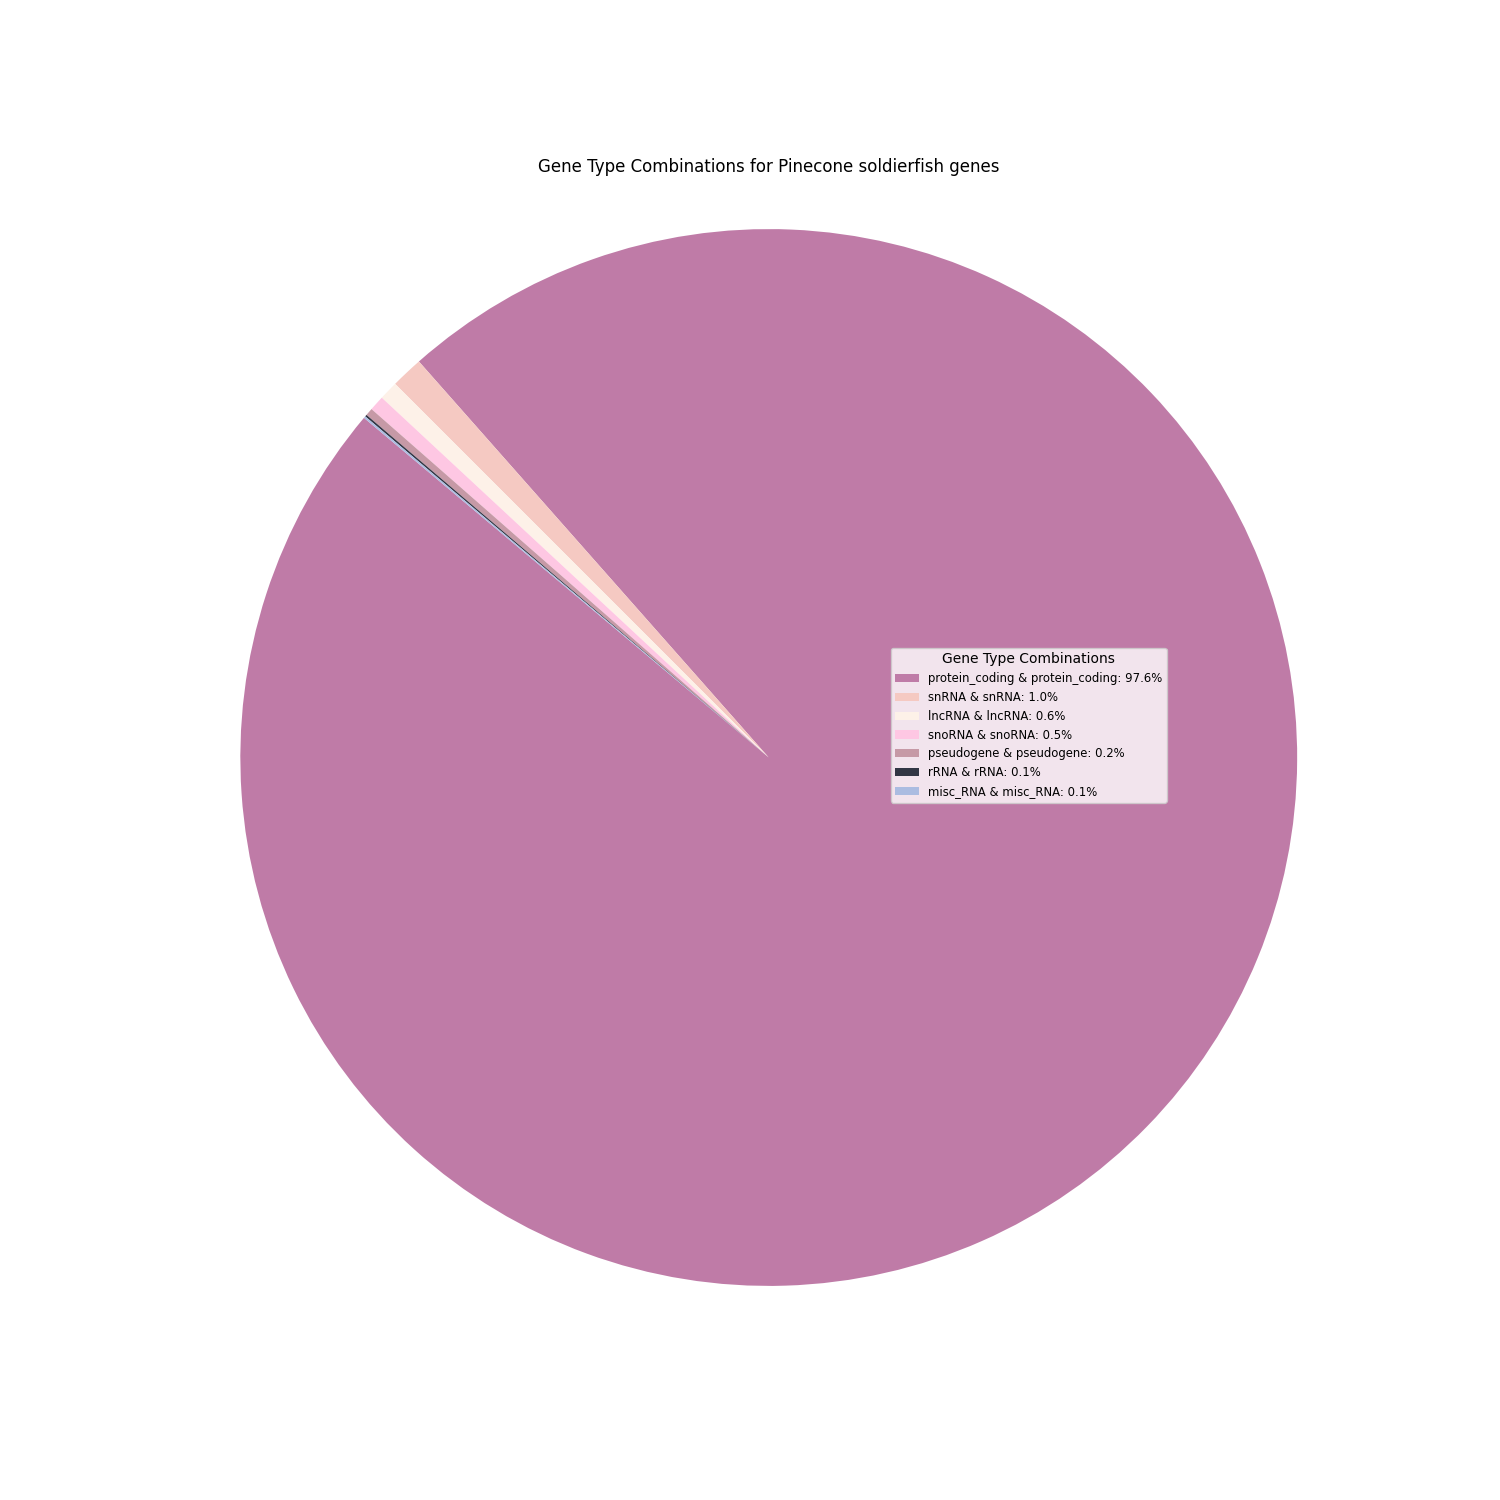 Gene Type Combinations for Pinecone soldierfish genes
Gene Type Combinations
protein_coding & protein_coding: 97.6%
snRNA & snRNA: 1.0%
lncRNA & lncRNA: 0.6%
snoRNA & snoRNA: 0.5%
pseudogene & pseudogene: 0.2%
rRNA & rRNA: 0.1%
misc_RNA & misc_RNA: 0.1%